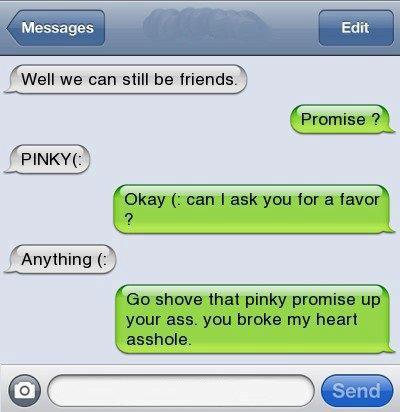 Messages
Edit
Well we can still be friends.
Promise ?
PINKY(:
Okay (: can I ask you for a favor
?
Anything (:
Go shove that pinky promise up
your ass. you broke my heart
asshole.
Send